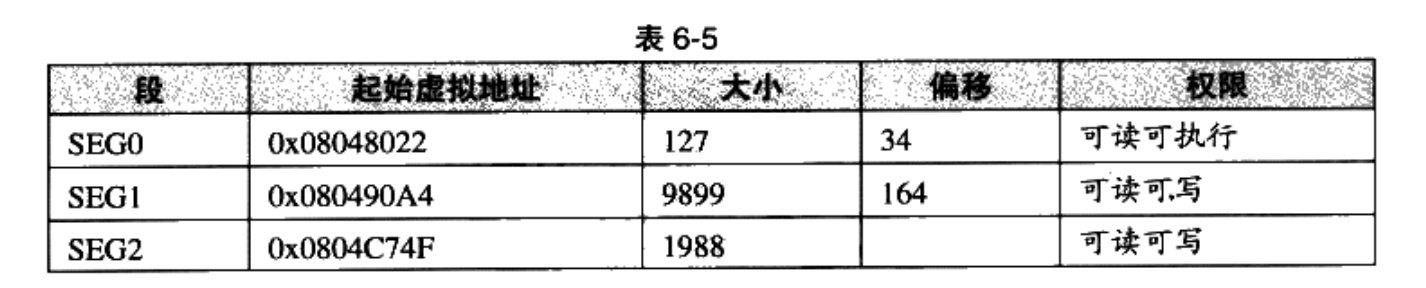 表 6-5
段 起始虚拟地址 大小 偏移 权限
SEG0 0x08048022 127 34 可读可执行
SEG1 0x080490A4 9899 164 可读可写
SEG2 0x0804C74F 1988 可读可写